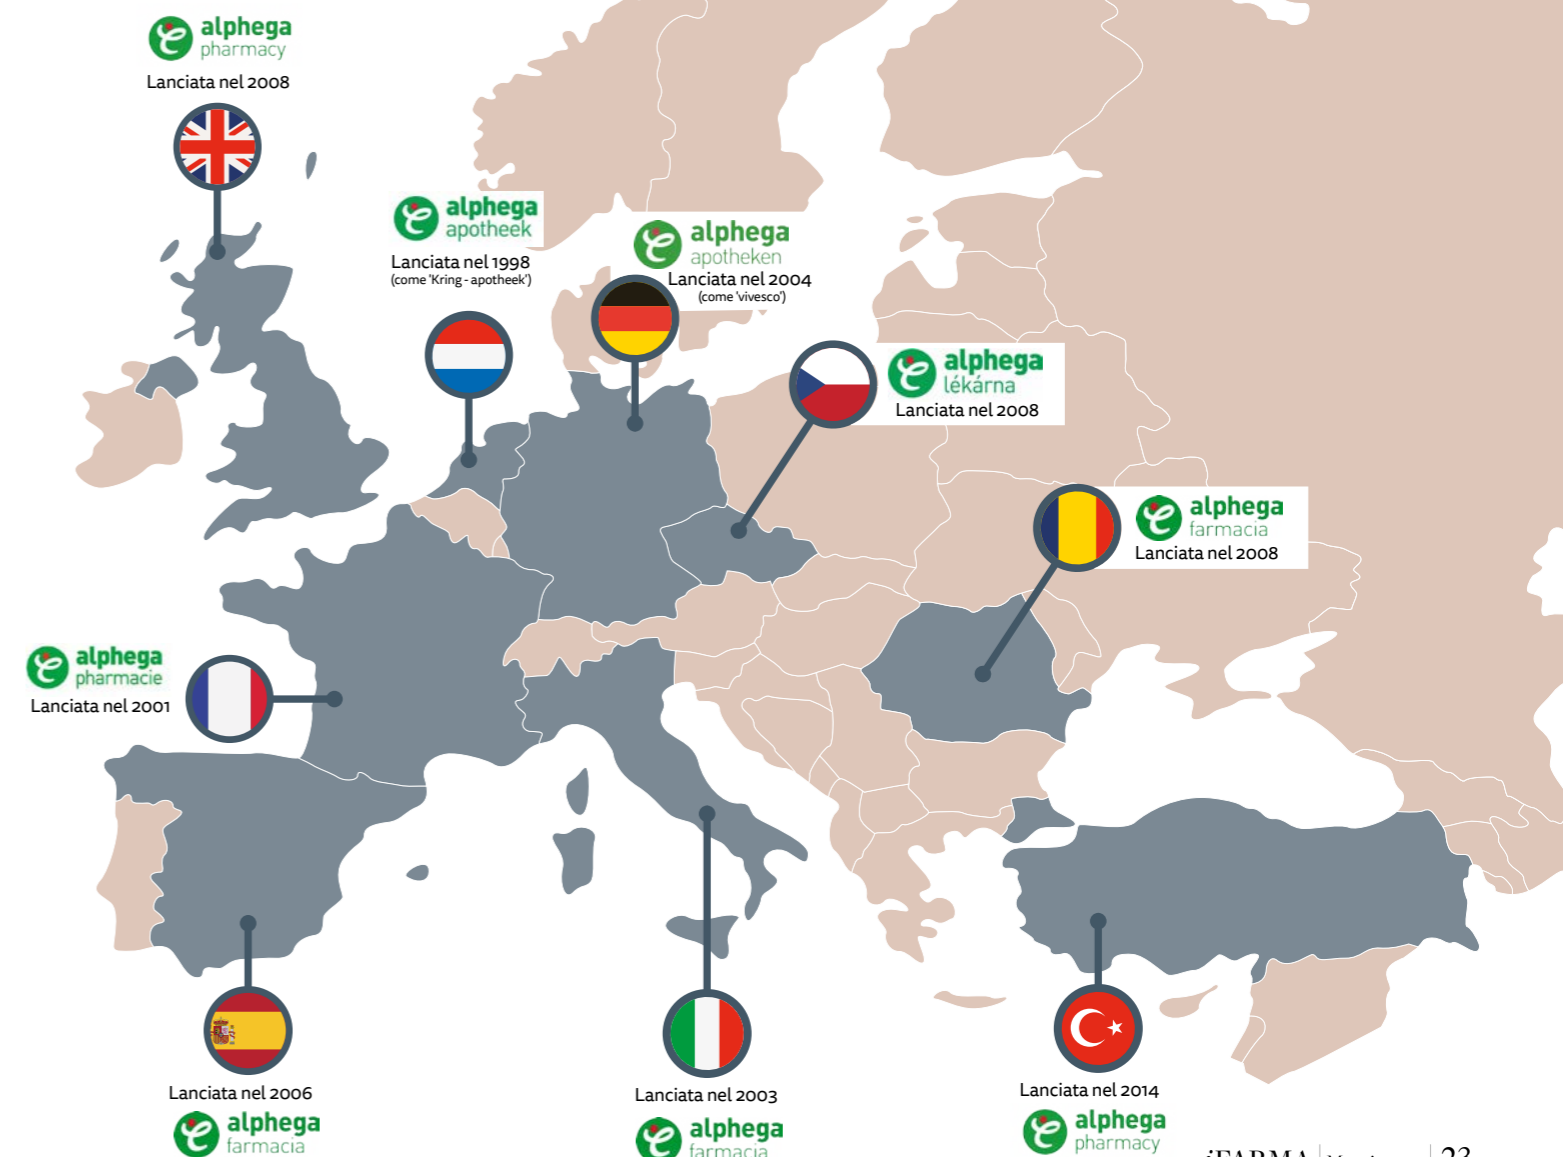 alphega
pharmacy
Lanciata nel 2008
alphega
apotheek
Lanciata nel 1998
(come 'Kring - apotheek')
alphega
apotheken
Lanciata nel 2004
(come 'vivesco')
alphega
lékárna
Lanciata nel 2008
alphega
farmacia
Lanciata nel 2008
alphega
pharmacie
Lanciata nel 2001
Lanciata nel 2006
alphega
farmacia
Lanciata nel 2003
alphega
farmacia
Lanciata nel 2014
alphega
pharmacy
iFARMA | 23